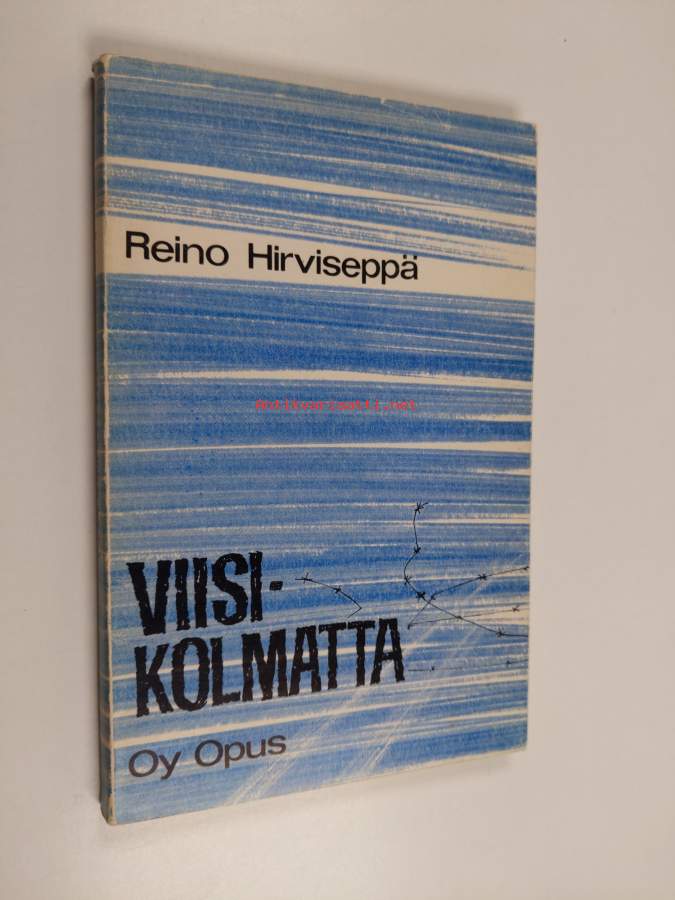 Reino Hirviseppä
Antikvariaatti.net
VIISI-
KOLMATTA
Oy Opus